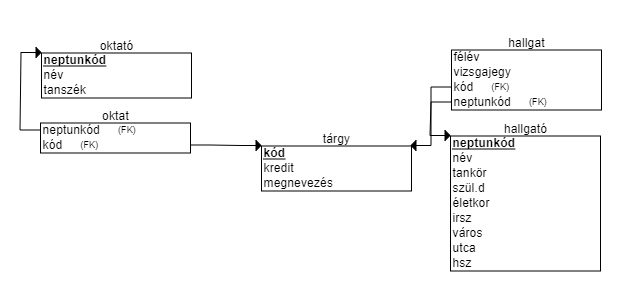 oktató
neptunkód
név
tanszék
oktat
neptunkód (FK)
kód (FK)
tárgy
kód
kredit
megnevezés
hallgat
félév
vizsgajegy
kód (FK)
neptunkód (FK)
hallgató
neptunkód
név
tankör
szül.d
életkor
irsz
város
utca
hsz